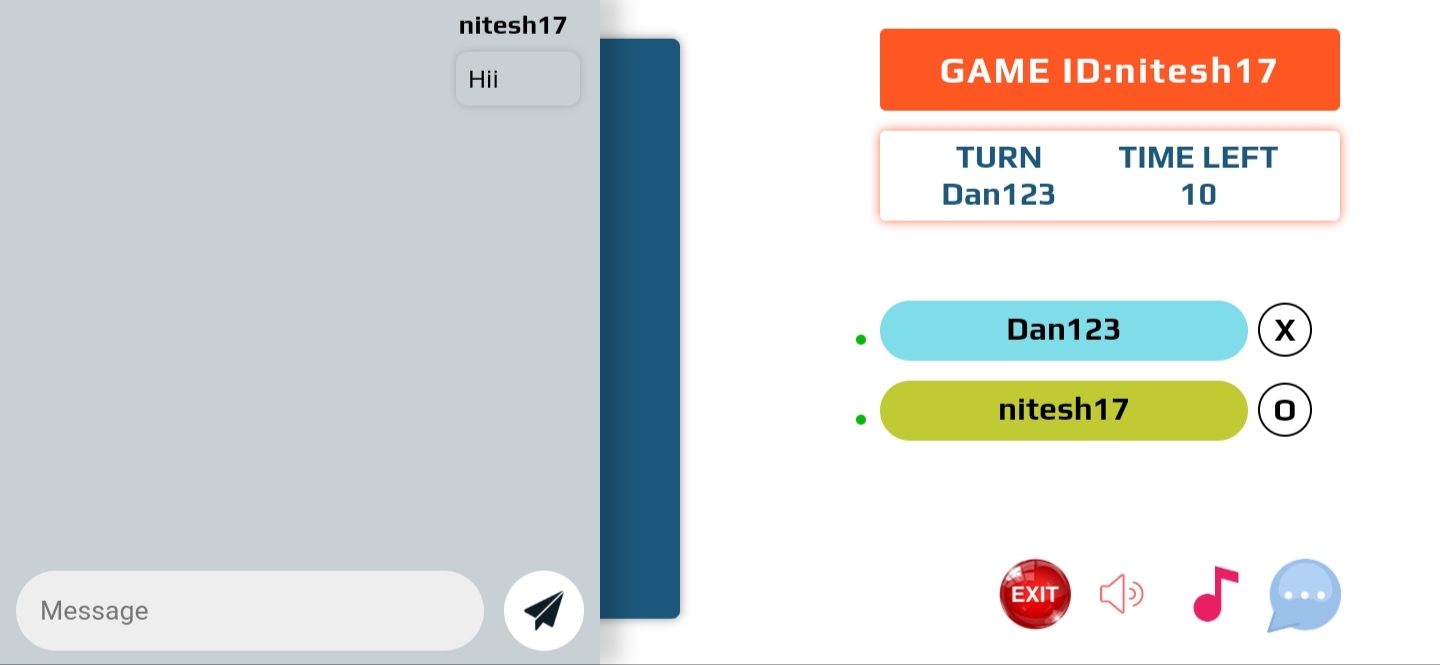 nitesh17
Hii
Message
GAME ID:nitesh17
TURN TIME LEFT
Dan123 10
Dan123 X
nitesh17 O
EXIT